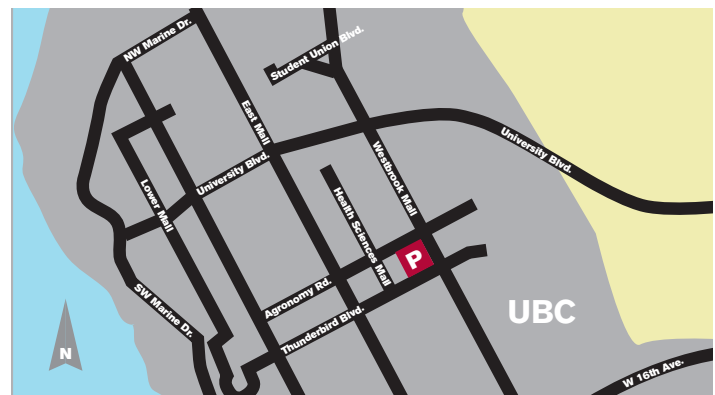 NW Marine Dr.
Student Union Blvd.
East Mall
University Blvd.
Westbrook Mall
University Blvd.
Lower Mall
Health Sciences Mall
P
Agronomy Rd.
SW Marine Dr.
Thunderbird Blvd.
UBC
N
W 16th Ave.